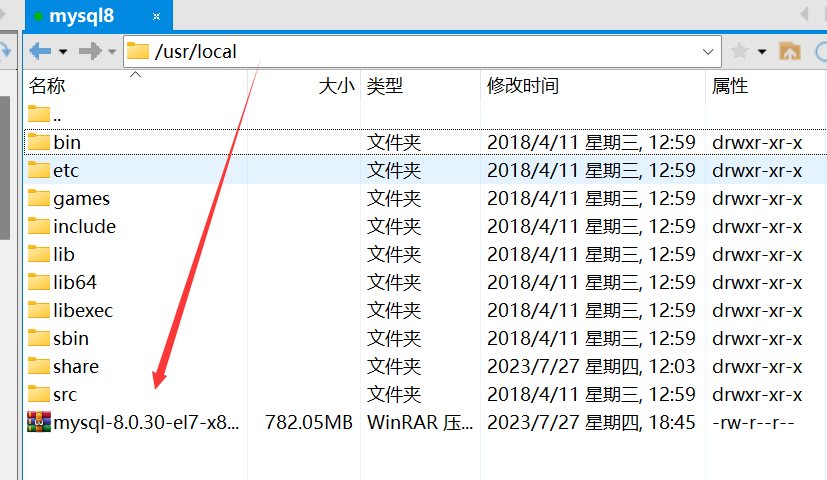 mysql8 ×
/usr/local
名称 大小 类型 修改时间 属性
..
bin 文件夹 2018/4/11 星期三, 12:59 drwxr-xr-x
etc 文件夹 2018/4/11 星期三, 12:59 drwxr-xr-x
games 文件夹 2018/4/11 星期三, 12:59 drwxr-xr-x
include 文件夹 2018/4/11 星期三, 12:59 drwxr-xr-x
lib 文件夹 2018/4/11 星期三, 12:59 drwxr-xr-x
lib64 文件夹 2018/4/11 星期三, 12:59 drwxr-xr-x
libexec 文件夹 2018/4/11 星期三, 12:59 drwxr-xr-x
sbin 文件夹 2018/4/11 星期三, 12:59 drwxr-xr-x
share 文件夹 2023/7/27 星期四, 12:03 drwxr-xr-x
src 文件夹 2018/4/11 星期三, 12:59 drwxr-xr-x
mysql-8.0.30-el7-x8... 782.05MB WinRAR 压... 2023/7/27 星期四, 18:45 -rw-r--r--